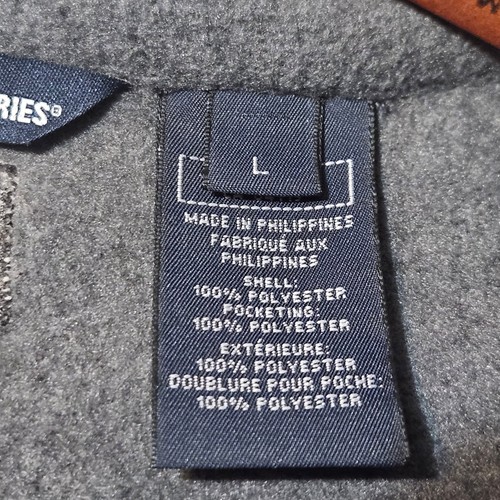 RIES®
L
MADE IN PHILIPPINES
FABRIQUÉ AUX
PHILIPPINES
SHELL:
100% POLYESTER
POCKETING:
100% POLYESTER
EXTÉRIEURE:
100% POLYESTER
DOUBLURE POUR POCHE:
100% POLYESTER